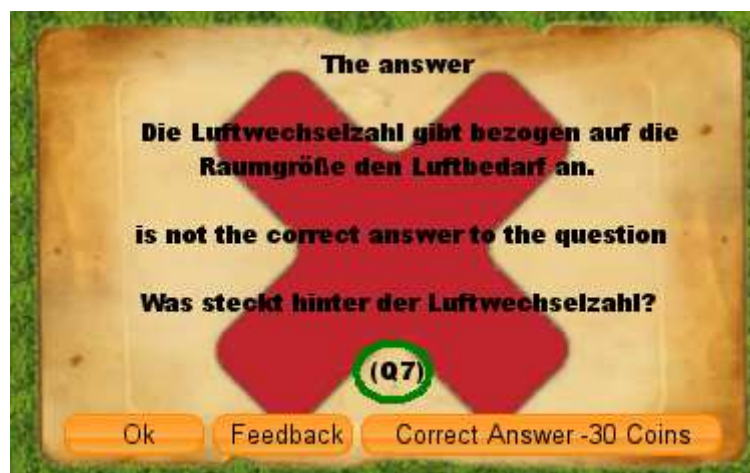 The answer
Die Luftwechselzahl gibt bezogen auf die
Raumgröße den Luftbedarf an.
is not the correct answer to the question
Was steckt hinter der Luftwechselzahl?
(Q7)
Ok Feedback Correct Answer -30 Coins